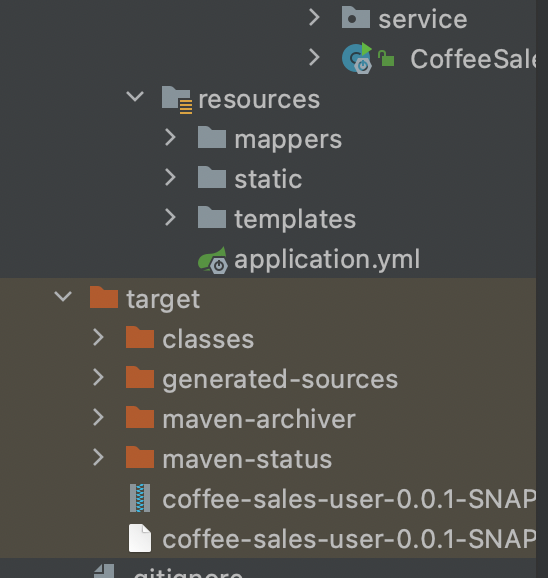 service
CoffeeSale
resources
mappers
static
templates
application.yml
target
classes
generated-sources
maven-archiver
maven-status
coffee-sales-user-0.0.1-SNAP
coffee-sales-user-0.0.1-SNAP
.gitignore